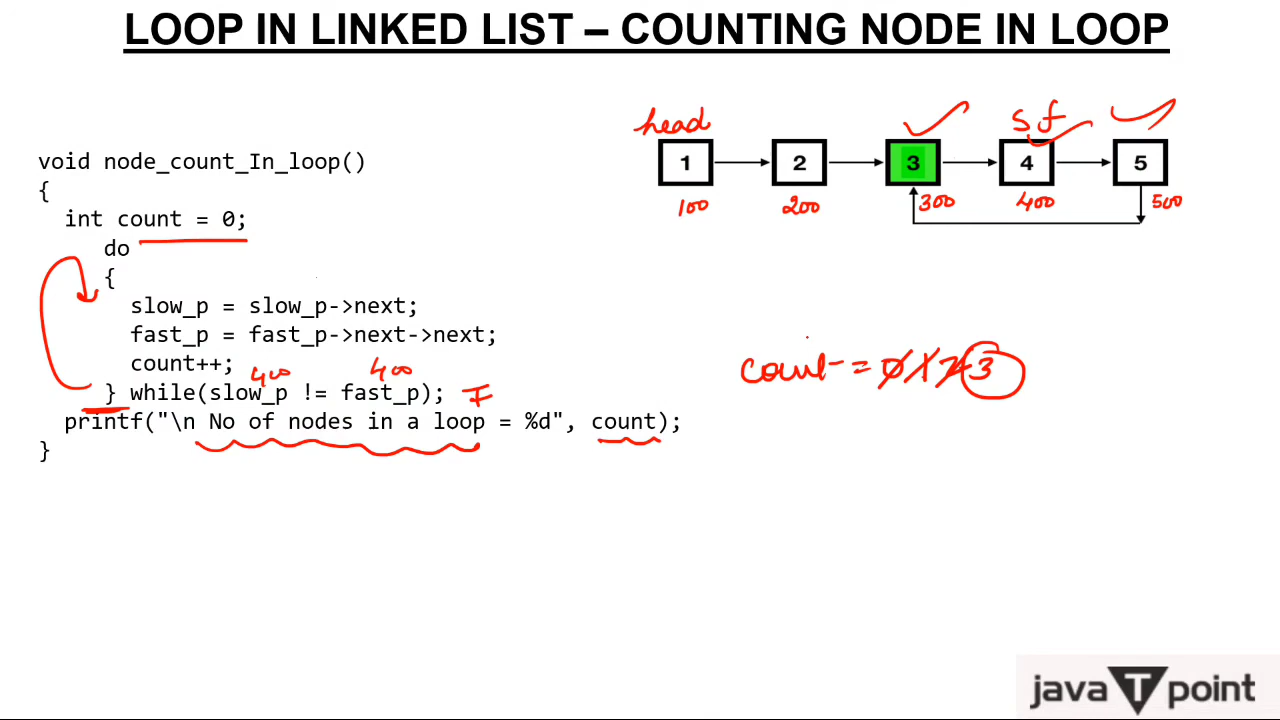 LOOP IN LINKED LIST – COUNTING NODE IN LOOP
head
S f
1 2 3 4 5
100 200 300 400 500
void node_count_In_loop()
{
int count = 0;
do
{
slow_p = slow_p->next;
fast_p = fast_p->next->next;
count++;
400 400
} while(slow_p != fast_p); F
printf("\n No of nodes in a loop = %d", count);
}
count = 0 1 2 3
java T point